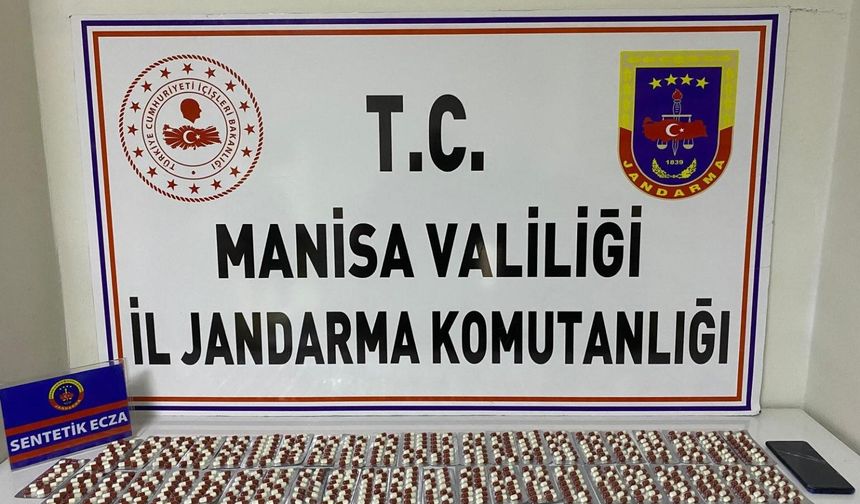 TÜRKİYE CUMHURİYETİ İÇİŞLERİ BAKANLIĞI
T.C.
1839
JANDARMA
MANİSA VALİLİĞİ
İL JANDARMA KOMUTANLIĞI
SENTETİK ECZA